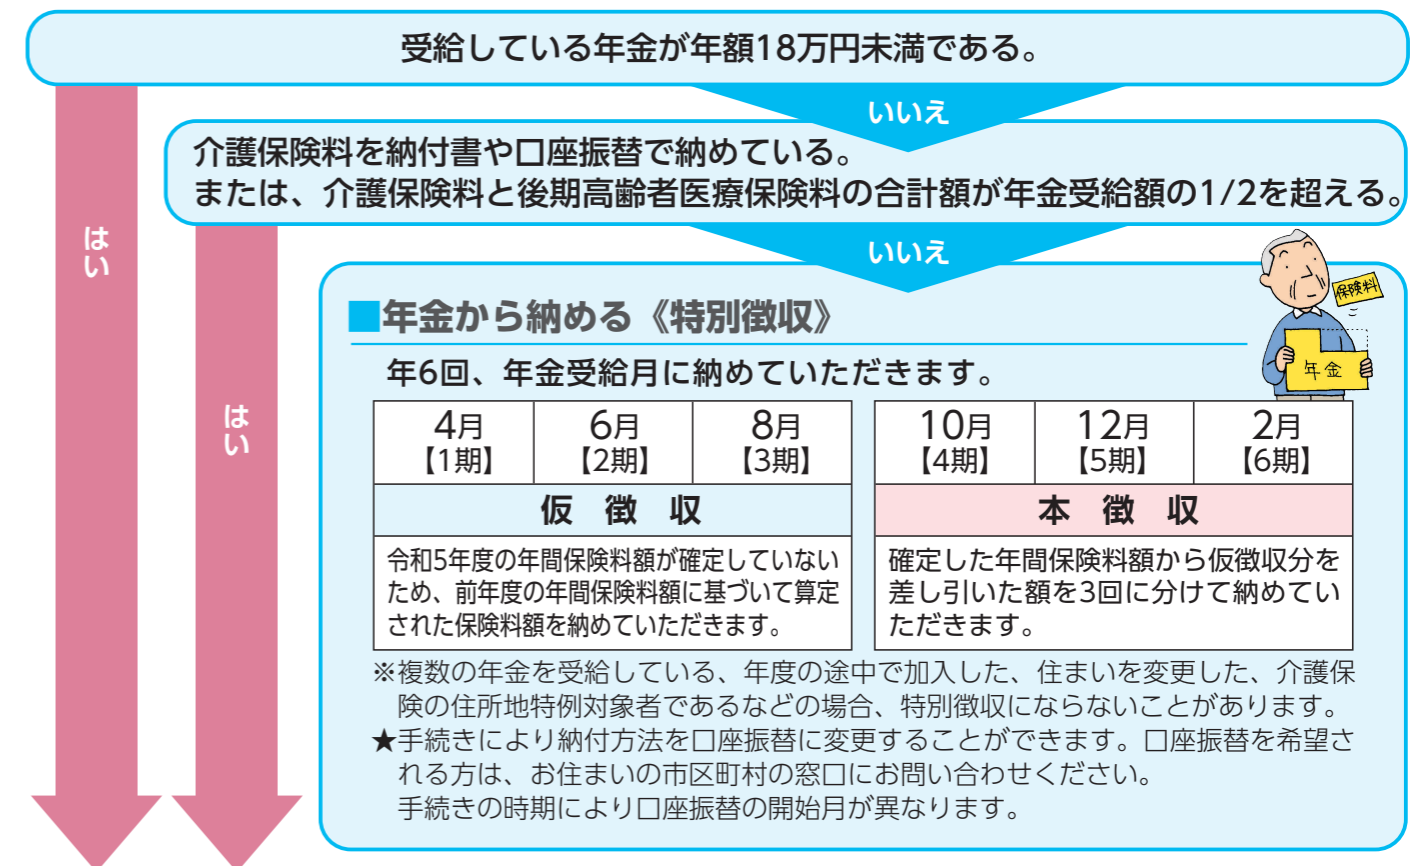 受給している年金が年額18万円未満である。
いいえ
介護保険料を納付書や口座振替で納めている。
または、介護保険料と後期高齢者医療保険料の合計額が年金受給額の1/2を超える。
はい
いいえ
はい
■年金から納める《特別徴収》
保険料
年金
年6回、年金受給月に納めていただきます。
4月 6月 8月 10月 12月 2月
【1期】 【2期】 【3期】 【4期】 【5期】 【6期】
仮 徴 収
令和5年度の年間保険料額が確定していない
ため、前年度の年間保険料額に基づいて算定
された保険料額を納めていただきます。
本 徴 収
確定した年間保険料額から仮徴収分を
差し引いた額を3回に分けて納めてい
ただきます。
※複数の年金を受給している、年度の途中で加入した、住まいを変更した、介護保
険の住所地特例対象者であるなどの場合、特別徴収にならないことがあります。
★手続きにより納付方法を口座振替に変更することができます。口座振替を希望さ
れる方は、お住まいの市区町村の窓口にお問い合わせください。
手続きの時期により口座振替の開始月が異なります。